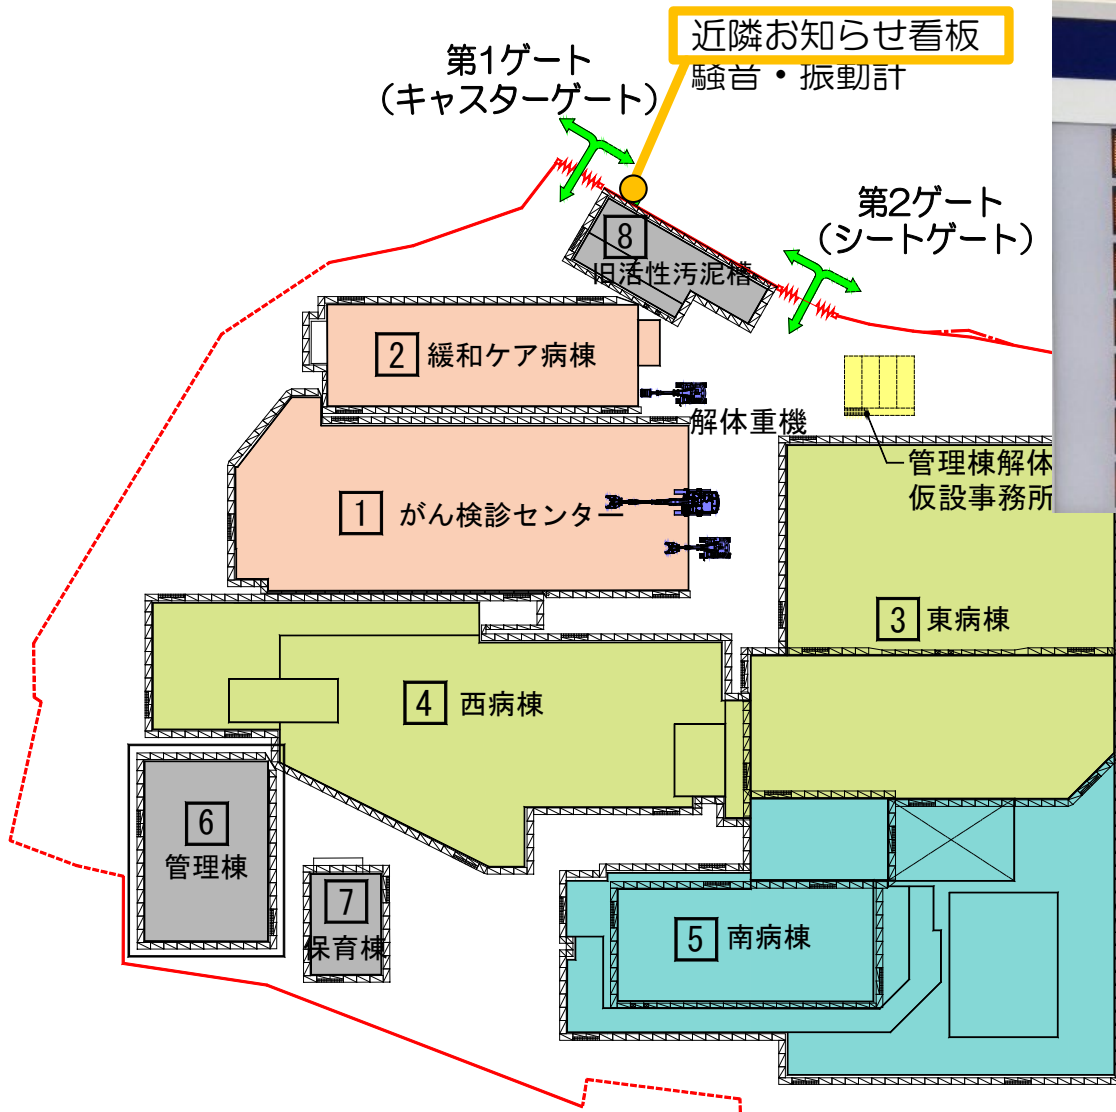 近隣お知らせ看板
騒音・振動計
第1ゲート
（キャスターゲート）
第2ゲート
（シートゲート）
8
旧活性汚泥槽
2 緩和ケア病棟
解体重機
管理棟解体
仮設事務所
1 がん検診センター
3 東病棟
4 西病棟
6
管理棟
7
保育棟
5 南病棟